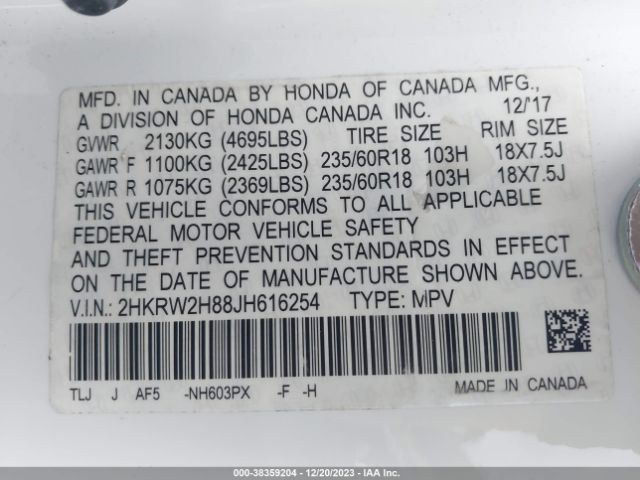 MFD. IN CANADA BY HONDA OF CANADA MFG.,
A DIVISION OF HONDA CANADA INC. 12/'17
GVWR 2130KG (4695LBS) TIRE SIZE RIM SIZE
GAWR F 1100KG (2425LBS) 235/60R18 103H 18X7.5J
GAWR R 1075KG (2369LBS) 235/60R18 103H 18X7.5J
THIS VEHICLE CONFORMS TO ALL APPLICABLE
FEDERAL MOTOR VEHICLE SAFETY
AND THEFT PREVENTION STANDARDS IN EFFECT
ON THE DATE OF MANUFACTURE SHOWN ABOVE.
V.I.N.: 2HKRW2H88JH616254 TYPE: MPV
TLJ J AF5 -NH603PX -F -H
MADE IN CANADA
000-38359204 - 12/20/2023 - IAA Inc.